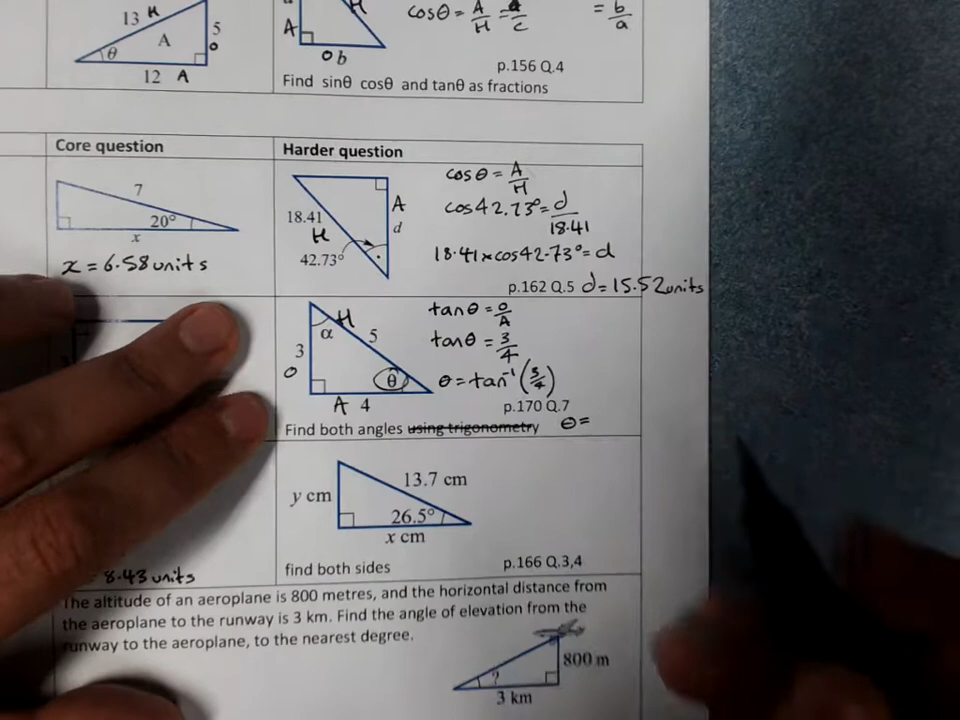 13 H
5
O
θ
A
12 A
A
H
O b
cosθ = A/H = a/c
= b/a
p.156 Q.4
Find sinθ cosθ and tanθ as fractions
Core question
Harder question
7
20°
x
x = 6.58 units
18.41
H
42.73°
A
d
cosθ = A/H
cos42.73° = d/18.41
18.41 × cos42.73° = d
p.162 Q.5 d = 15.52 units
α
H
5
3
O
θ
A 4
tanθ = O/A
tanθ = 3/4
θ = tan⁻¹(3/4)
p.170 Q.7
Find both angles using trigonometry θ =
y cm
13.7 cm
26.5°
x cm
find both sides
p.166 Q.3,4
= 8.43 units
The altitude of an aeroplane is 800 metres, and the horizontal distance from
the aeroplane to the runway is 3 km. Find the angle of elevation from the
runway to the aeroplane, to the nearest degree.
?
800 m
3 km